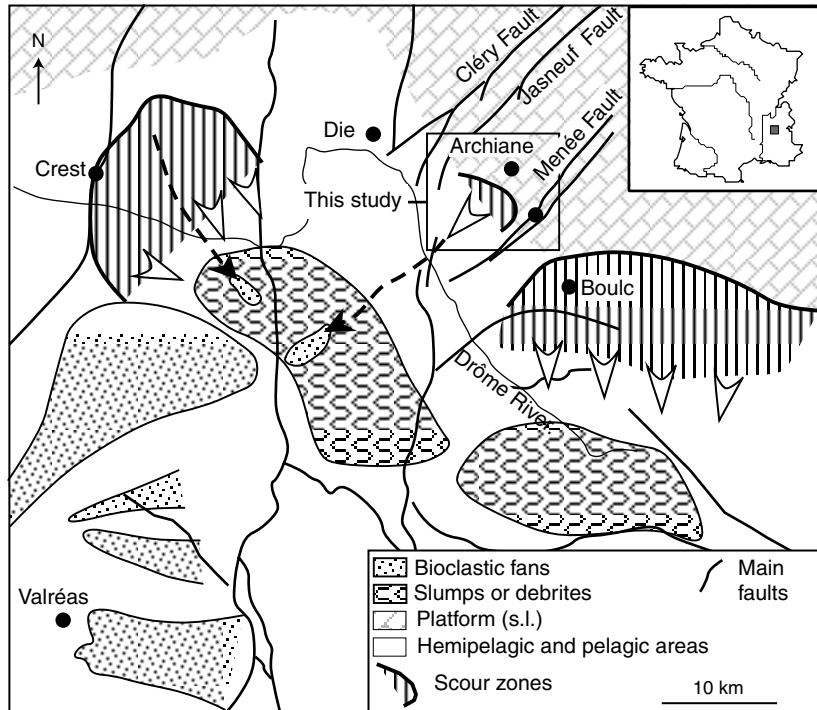 N
Cléry Fault
Jasneuf Fault
Menée Fault
Die
Archiane
Crest
This study
Boulc
Drôme River
Valréas
Bioclastic fans
Slumps or debrites
Platform (s.l.)
Hemipelagic and pelagic areas
Scour zones
Main
faults
10 km